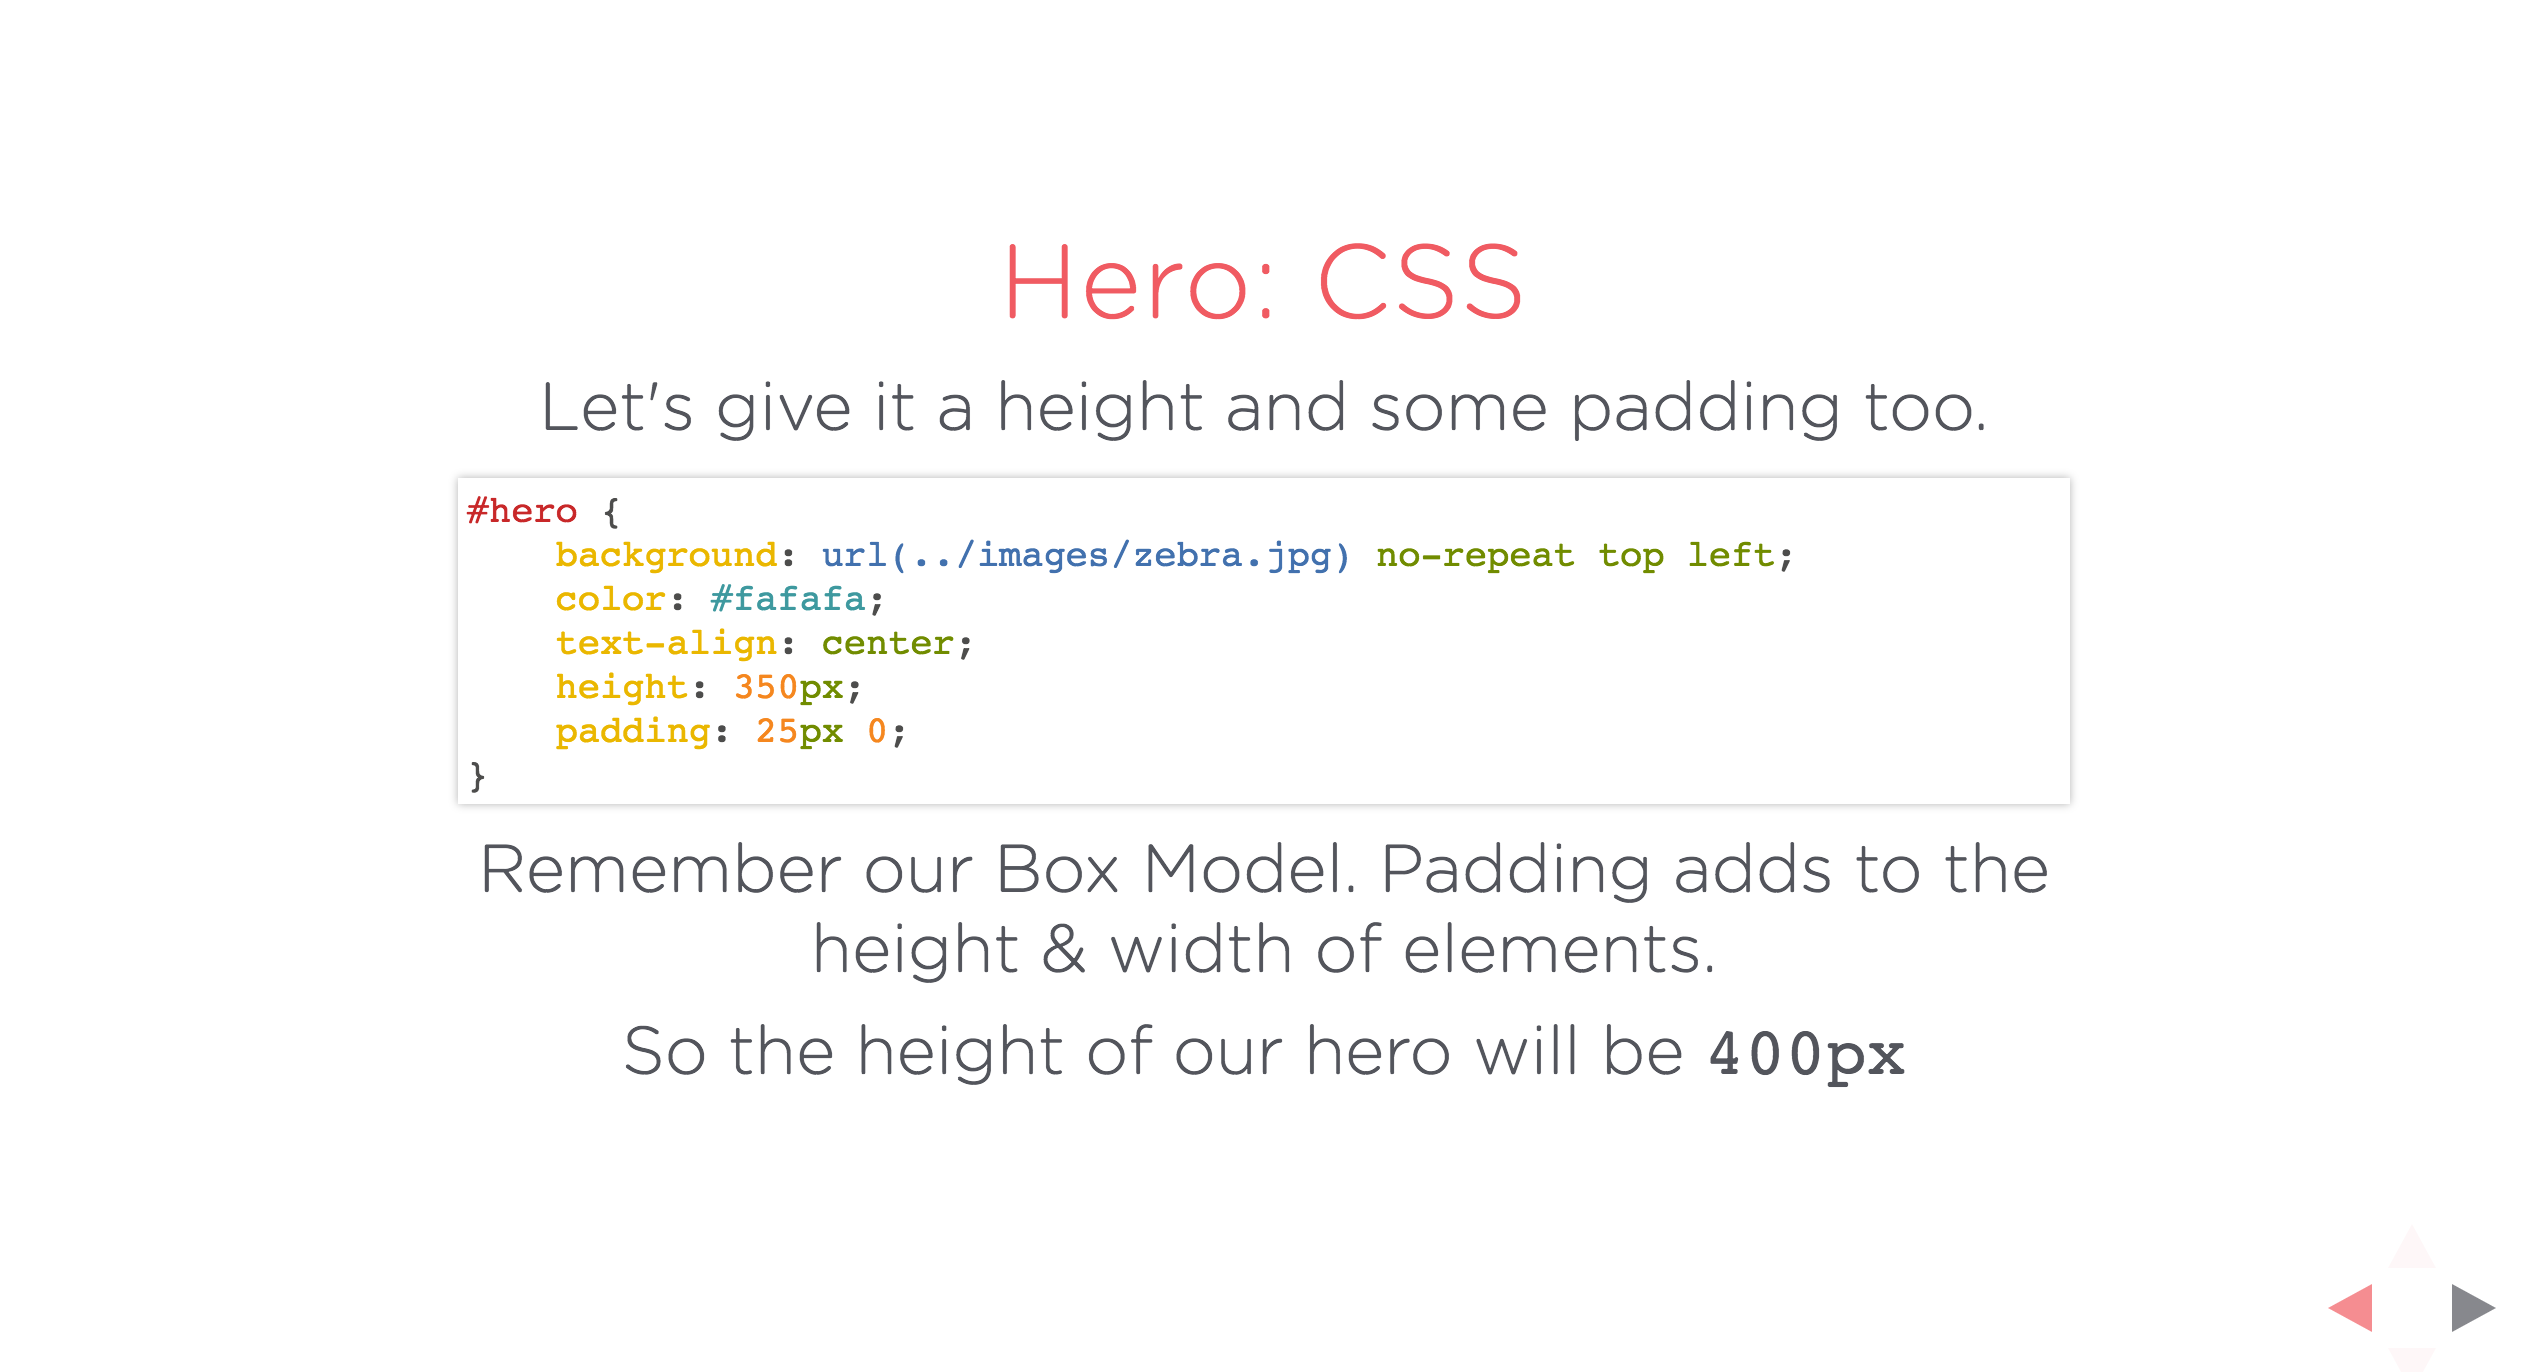 Hero: CSS
Let's give it a height and some padding too.
#hero {
    background: url(../images/zebra.jpg) no-repeat top left;
    color: #fafafa;
    text-align: center;
    height: 350px;
    padding: 25px 0;
}
Remember our Box Model. Padding adds to the
height & width of elements.
So the height of our hero will be 400px